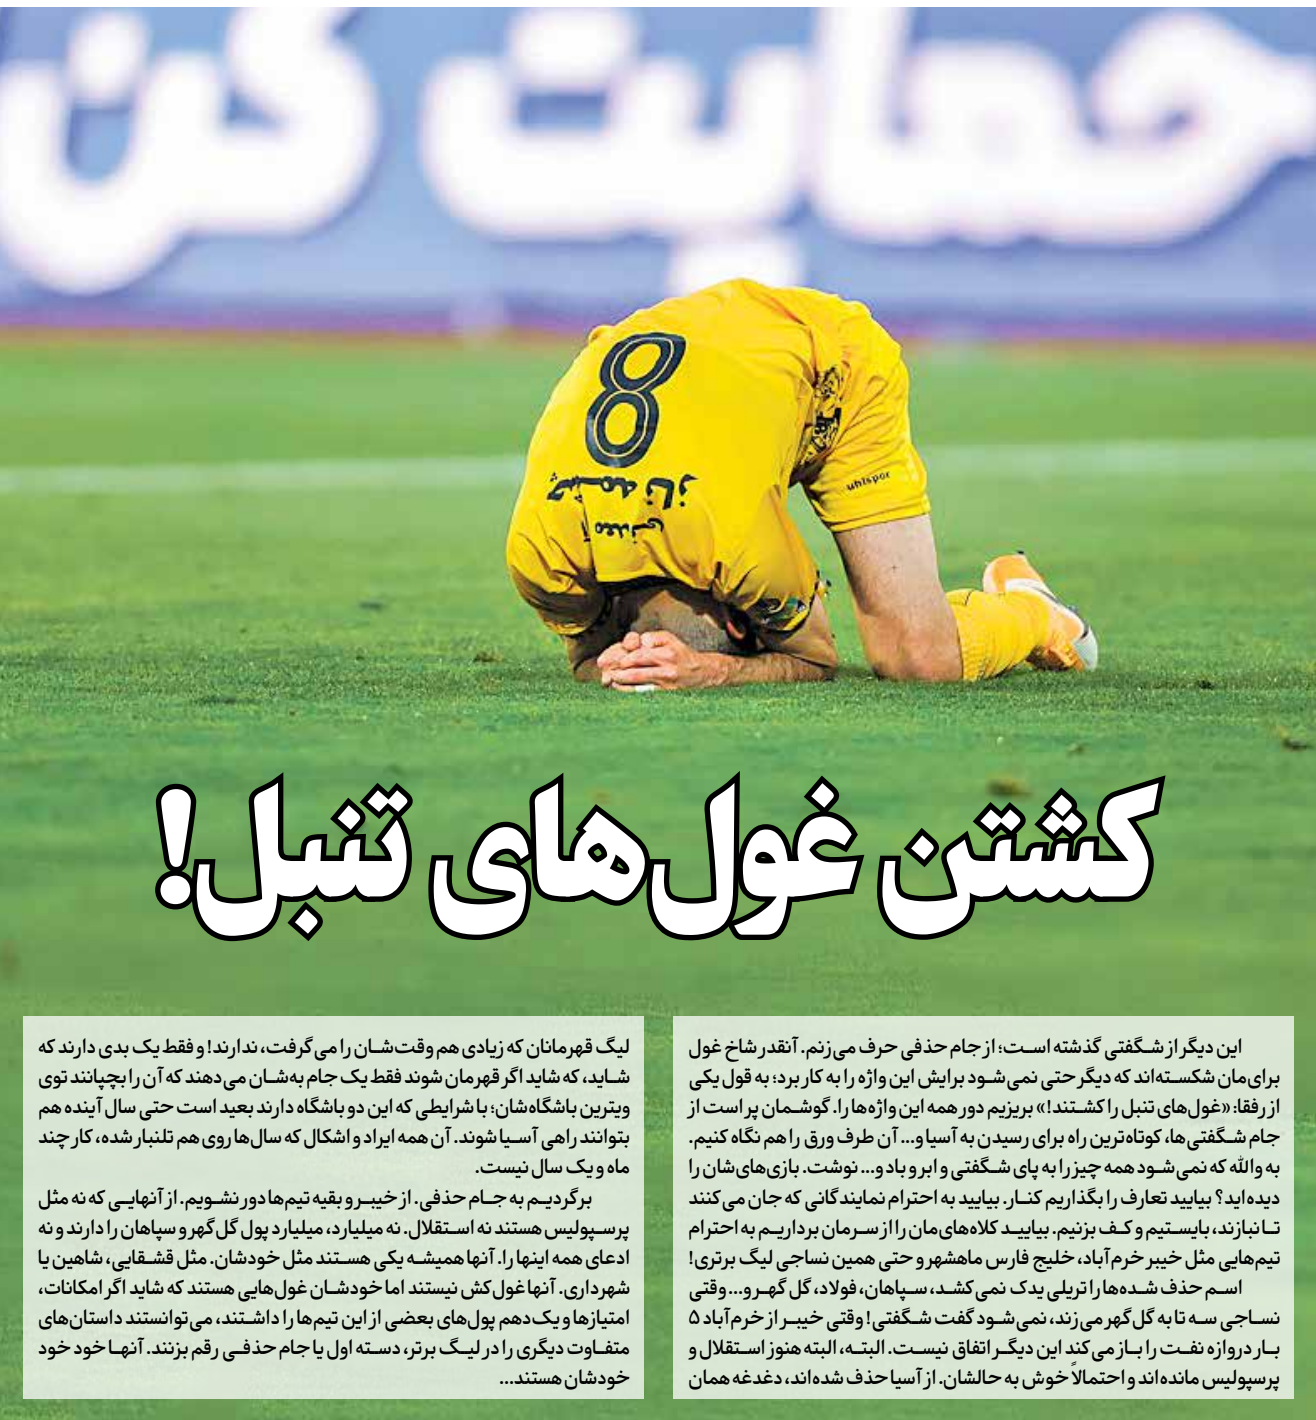 حمایت کن
8
چشمه ناز
معدنی
uhlsport
کشتن غول‌های تنبل!
این دیگر از شگفتی گذشته است؛ از جام حذفی حرف می‌زنم. آنقدر شاخ غول
برای‌مان شکسته‌اند که دیگر حتی نمی‌شود برایش این واژه را به کار برد؛ به قول یکی
از رفقا: «غول‌های تنبل را کشتند!» بریزیم دور همه این واژه‌ها را. گوشمان پر است از
جام شگفتی‌ها، کوتاه‌ترین راه برای رسیدن به آسیا و... آن طرف ورق را هم نگاه کنیم.
به والله که نمی‌شود همه چیز را به پای شگفتی و ابر و باد و... نوشت. بازی‌های‌شان را
دیده‌اید؟ بیایید تعارف را بگذاریم کنار. بیایید به احترام نمایندگانی که جان می‌کنند
تا نبازند، بایستیم و کف بزنیم. بیایید کلاه‌های‌مان را از سرمان برداریم به احترام
تیم‌هایی مثل خیبر خرم‌آباد، خلیج فارس ماهشهر و حتی همین نساجی لیگ برتری!
اسم حذف شده‌ها را تریلی یدک نمی‌کشد، سپاهان، فولاد، گل گهر و... وقتی
نساجی سه تا به گل‌گهر می‌زند، نمی‌شود گفت شگفتی! وقتی خیبر از خرم‌آباد ۵
بار دروازه نفت را باز می‌کند این دیگر اتفاق نیست. البته، البته هنوز استقلال و
پرسپولیس مانده‌اند و احتمالاً خوش به حالشان. از آسیا حذف شده‌اند، دغدغه همان
لیگ قهرمانان که زیادی هم وقت‌شان را می‌گرفت، ندارند! و فقط یک بدی دارند که
شاید، که شاید اگر قهرمان شوند فقط یک جام به‌شان می‌دهند که آن را بچپانند توی
ویترین باشگاه‌شان؛ با شرایطی که این دو باشگاه دارند بعید است حتی سال آینده هم
بتوانند راهی آسیا شوند. آن همه ایراد و اشکال که سال‌ها روی هم تلنبار شده، کار چند
ماه و یک سال نیست.
برگردیم به جام حذفی. از خیبر و بقیه تیم‌ها دور نشویم. از آنهایی که نه مثل
پرسپولیس هستند نه استقلال. نه میلیارد، میلیارد پول گل‌گهر و سپاهان را دارند و نه
ادعای همه اینها را. آنها همیشه یکی هستند مثل خودشان. مثل قشقایی، شاهین یا
شهرداری. آنها غول‌کش نیستند اما خودشان غول‌هایی هستند که شاید اگر امکانات،
امتیازها و یک‌دهم پول‌های بعضی از این تیم‌ها را داشتند، می‌توانستند داستان‌های
متفاوت دیگری را در لیگ برتر، دسته اول یا جام حذفی رقم بزنند. آنها خود خود
خودشان هستند...